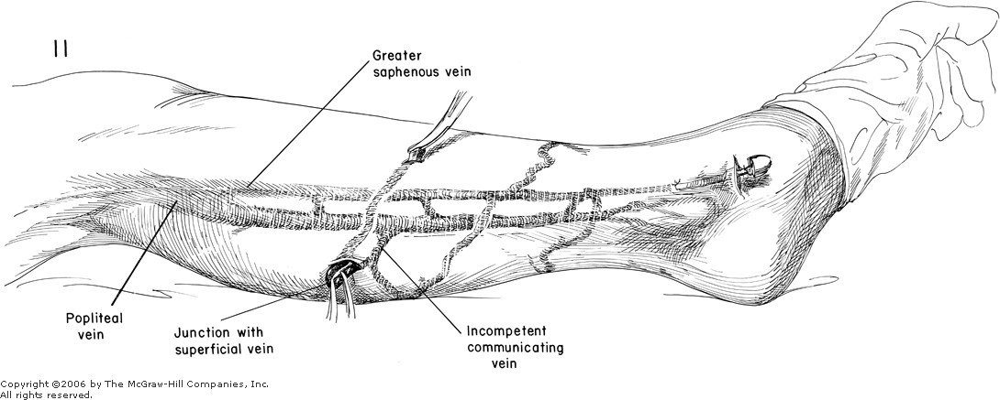 11
Greater
saphenous vein
Popliteal
vein
Junction with
superficial vein
Incompetent
communicating
vein
Copyright ©2006 by The McGraw-Hill Companies, Inc.
All rights reserved.